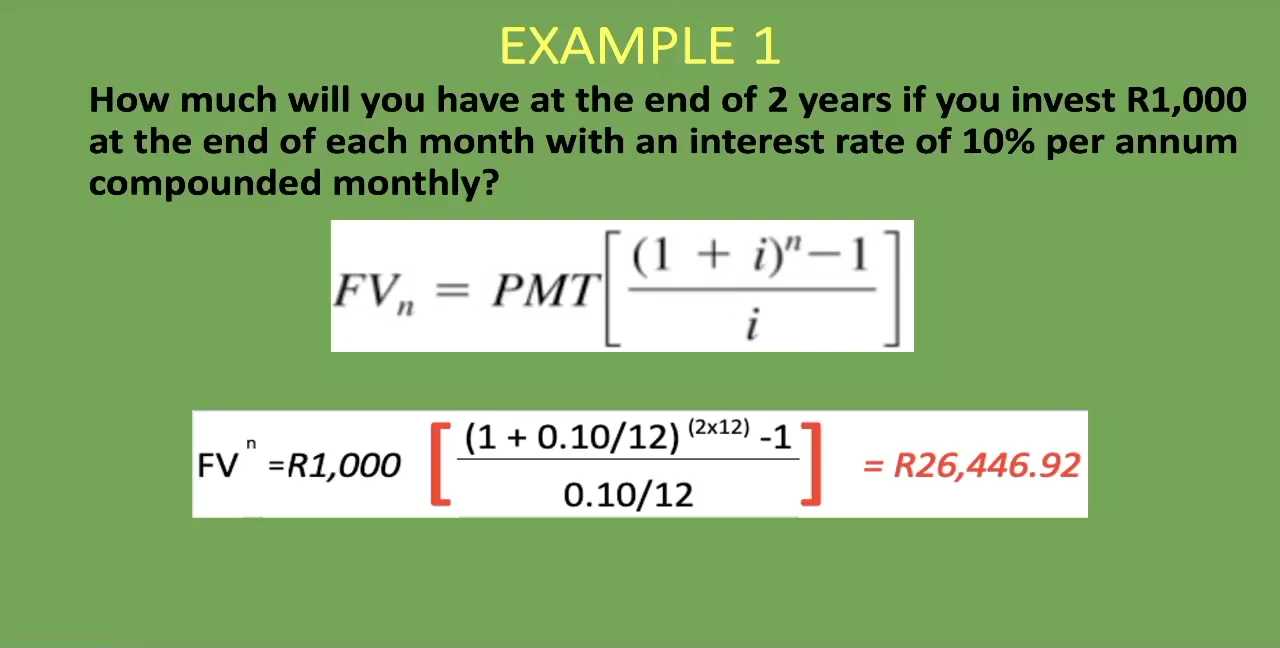 EXAMPLE 1
How much will you have at the end of 2 years if you invest R1,000
at the end of each month with an interest rate of 10% per annum
compounded monthly?
FVₙ = PMT[((1 + i)ⁿ – 1) / i]
FV ⁿ =R1,000 [((1 + 0.10/12) ⁽²ˣ¹²⁾ -1) / 0.10/12] = R26,446.92